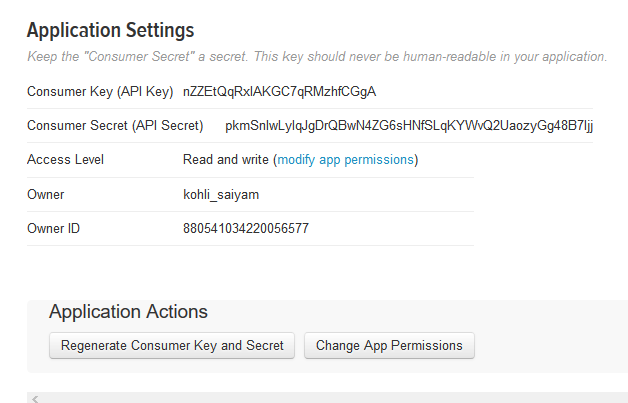 Application Settings
Keep the "Consumer Secret" a secret. This key should never be human-readable in your application.
Consumer Key (API Key)
Consumer Secret (API Secret)
Access Level Read and write (modify app permissions)
Owner kohli_saiyam
Owner ID 880541034220056577
Application Actions
Regenerate Consumer Key and Secret Change App Permissions